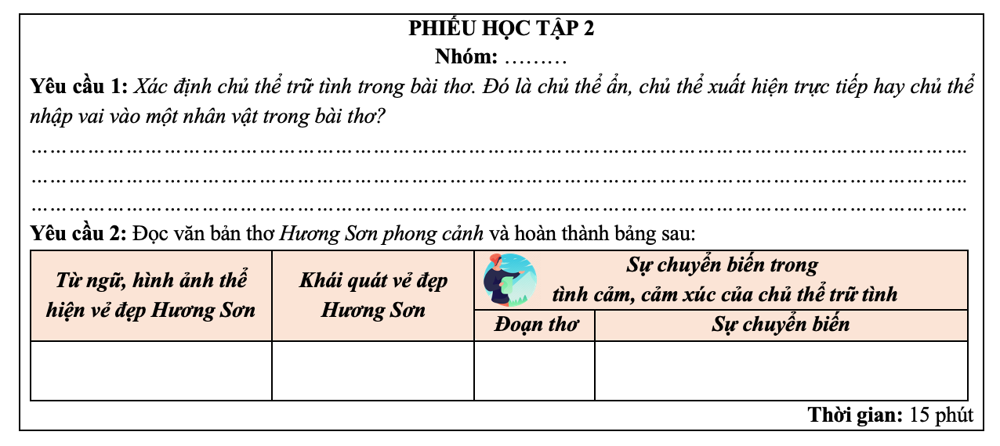 PHIẾU HỌC TẬP 2
Nhóm: ………
Yêu cầu 1: Xác định chủ thể trữ tình trong bài thơ. Đó là chủ thể ẩn, chủ thể xuất hiện trực tiếp hay chủ thể
nhập vai vào một nhân vật trong bài thơ?
……………………………………………………………………………………………………………….
……………………………………………………………………………………………………………….
……………………………………………………………………………………………………………….
Yêu cầu 2: Đọc văn bản thơ Hương Sơn phong cảnh và hoàn thành bảng sau:
Từ ngữ, hình ảnh thể
hiện vẻ đẹp Hương Sơn
Khái quát vẻ đẹp
Hương Sơn
Sự chuyển biến trong
tình cảm, cảm xúc của chủ thể trữ tình
Đoạn thơ
Sự chuyển biến
Thời gian: 15 phút